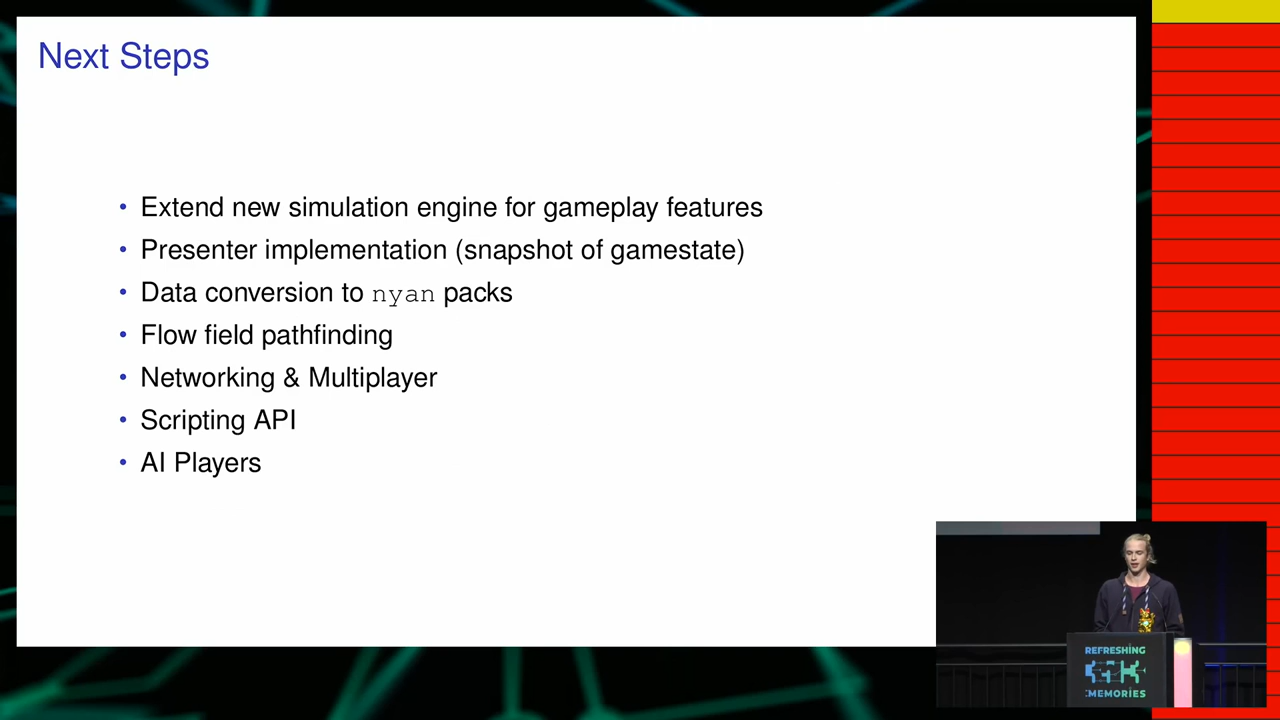 Next Steps
• Extend new simulation engine for gameplay features
• Presenter implementation (snapshot of gamestate)
• Data conversion to nyan packs
• Flow field pathfinding
• Networking & Multiplayer
• Scripting API
• AI Players
REFRESHING
MEMORIES